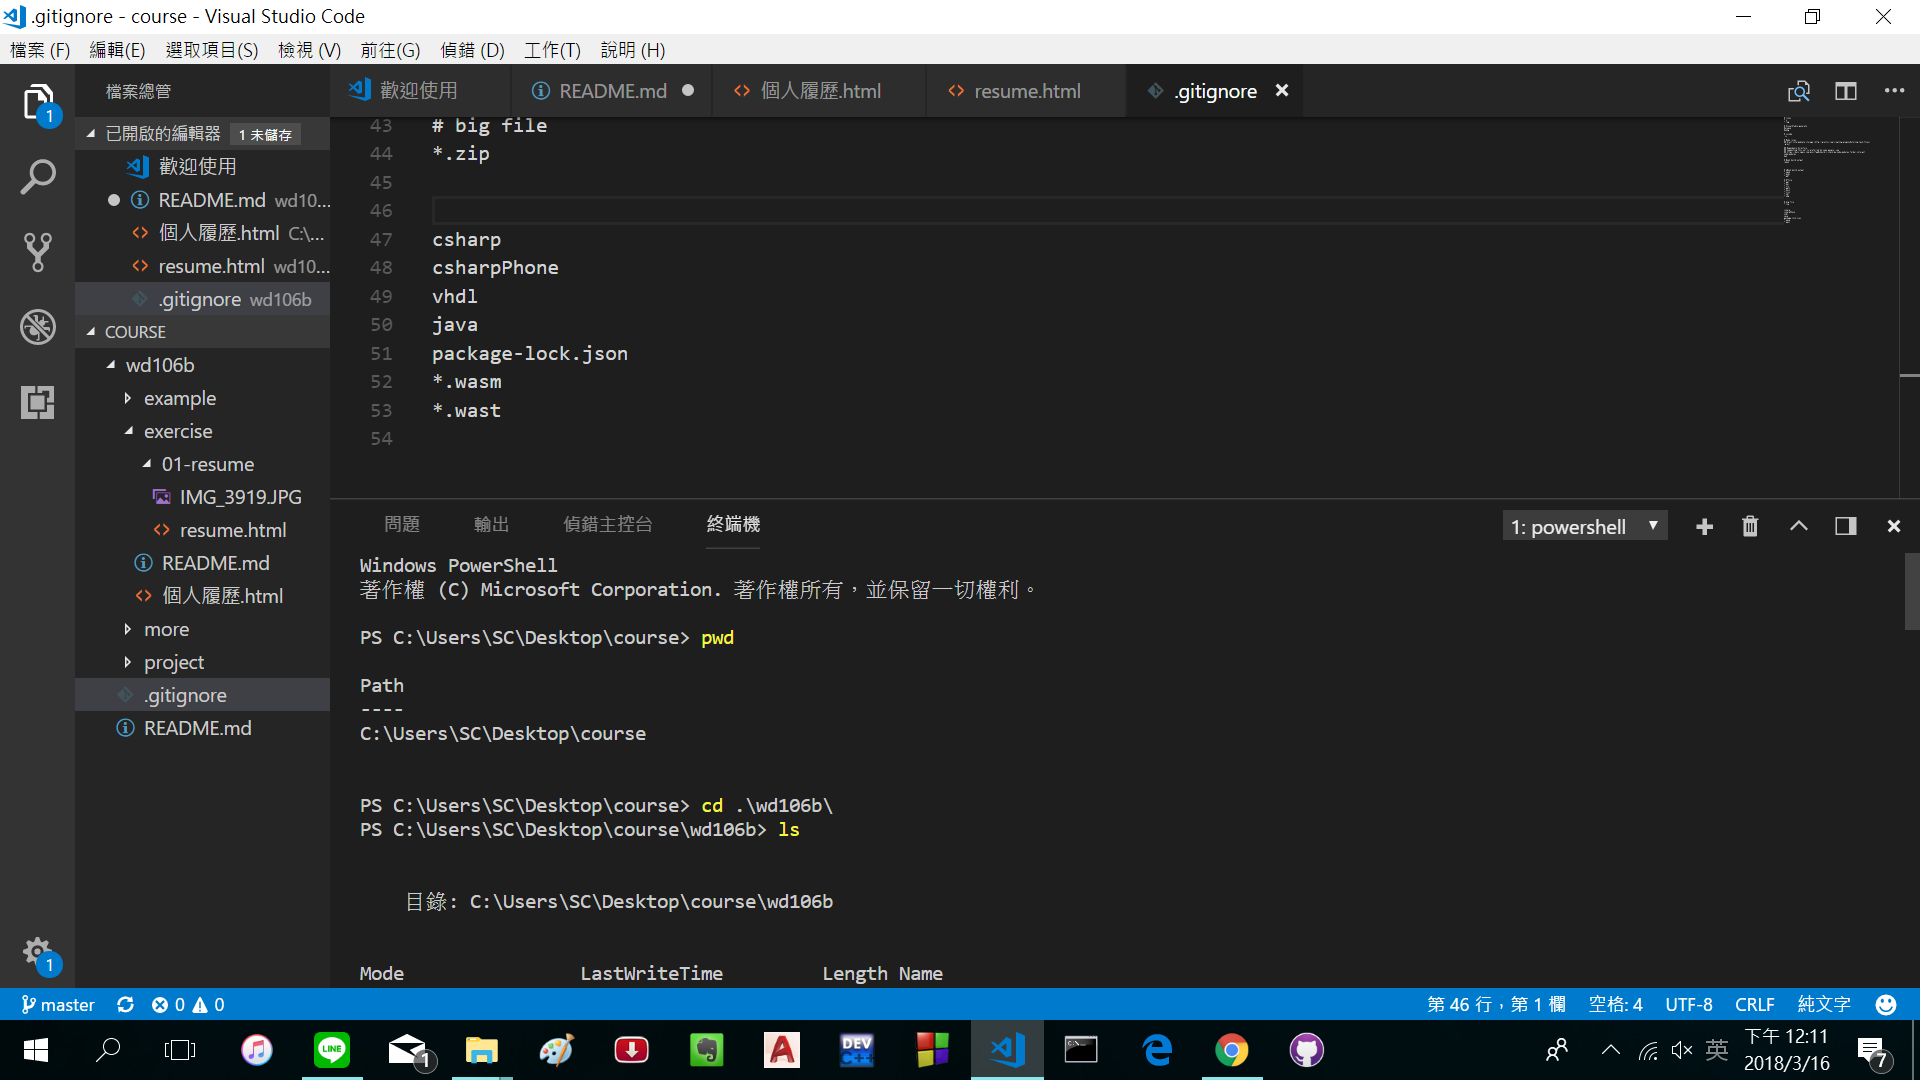 .gitignore - course - Visual Studio Code
檔案 (F) 編輯(E) 選取項目(S) 檢視 (V) 前往(G) 偵錯 (D) 工作(T) 說明 (H)
檔案總管
歡迎使用 README.md 個人履歷.html resume.html .gitignore
1
已開啟的編輯器 1 未儲存
歡迎使用
README.md wd10...
個人履歷.html C:\...
resume.html wd10...
.gitignore wd106b
COURSE
wd106b
example
exercise
01-resume
IMG_3919.JPG
resume.html
README.md
個人履歷.html
more
project
.gitignore
README.md
1
43 # big file
44 *.zip
45
46
47 csharp
48 csharpPhone
49 vhdl
50 java
51 package-lock.json
52 *.wasm
53 *.wast
54
問題 輸出 偵錯主控台 終端機 1: powershell
Windows PowerShell
著作權 (C) Microsoft Corporation. 著作權所有，並保留一切權利。
PS C:\Users\SC\Desktop\course> pwd
Path
----
C:\Users\SC\Desktop\course
PS C:\Users\SC\Desktop\course> cd .\wd106b\
PS C:\Users\SC\Desktop\course\wd106b> ls
目錄: C:\Users\SC\Desktop\course\wd106b
Mode LastWriteTime Length Name
master 0 0 第 46 行，第 1 欄 空格: 4 UTF-8 CRLF 純文字
LINE 1 DEV C++ 英 下午 12:11
2018/3/16 7